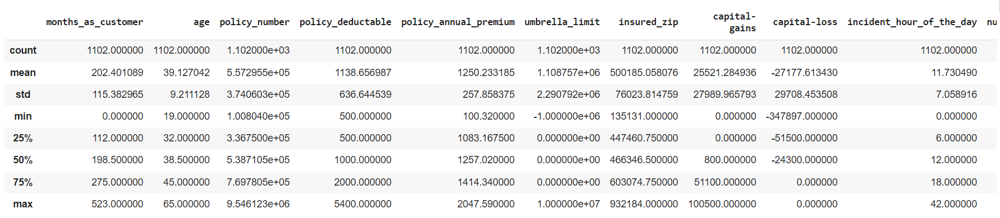 months_as_customer age policy_number policy_deductable policy_annual_premium umbrella_limit insured_zip capital-gains capital-loss incident_hour_of_the_day nu
count 1102.000000 1102.000000 1.102000e+03 1102.000000 1102.000000 1.102000e+03 1102.000000 1102.000000 1102.000000 1102.000000
mean 202.401089 39.127042 5.572955e+05 1138.656987 1250.233185 1.108757e+06 500185.058076 25521.284936 -27177.613430 11.730490
std 115.382965 9.211128 3.740603e+05 636.644539 257.858375 2.290792e+06 76023.814759 27989.965793 29708.453508 7.058916
min 0.000000 19.000000 1.008040e+05 500.000000 100.320000 -1.000000e+06 135131.000000 0.000000 -347897.000000 0.000000
25% 112.000000 32.000000 3.367500e+05 500.000000 1083.167500 0.000000e+00 447460.750000 0.000000 -51500.000000 6.000000
50% 198.500000 38.500000 5.387105e+05 1000.000000 1257.020000 0.000000e+00 466346.500000 800.000000 -24300.000000 12.000000
75% 275.000000 45.000000 7.697805e+05 2000.000000 1414.340000 0.000000e+00 603074.750000 51100.000000 0.000000 18.000000
max 523.000000 65.000000 9.546123e+06 5400.000000 2047.590000 1.000000e+07 932184.000000 100500.000000 0.000000 42.000000